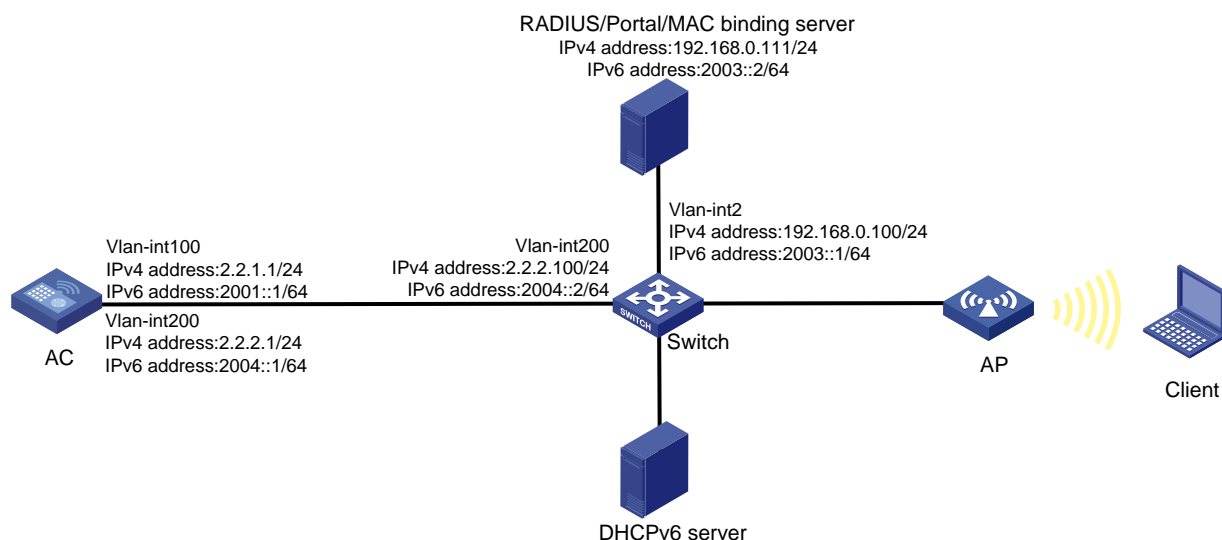 RADIUS/Portal/MAC binding server
IPv4 address:192.168.0.111/24
IPv6 address:2003::2/64
Vlan-int2
IPv4 address:192.168.0.100/24
IPv6 address:2003::1/64
Vlan-int100
IPv4 address:2.2.1.1/24
IPv6 address:2001::1/64
Vlan-int200
IPv4 address:2.2.2.100/24
IPv6 address:2004::2/64
Vlan-int200
IPv4 address:2.2.2.1/24
IPv6 address:2004::1/64
AC
SWITCH
Switch
AP
Client
DHCPv6 server